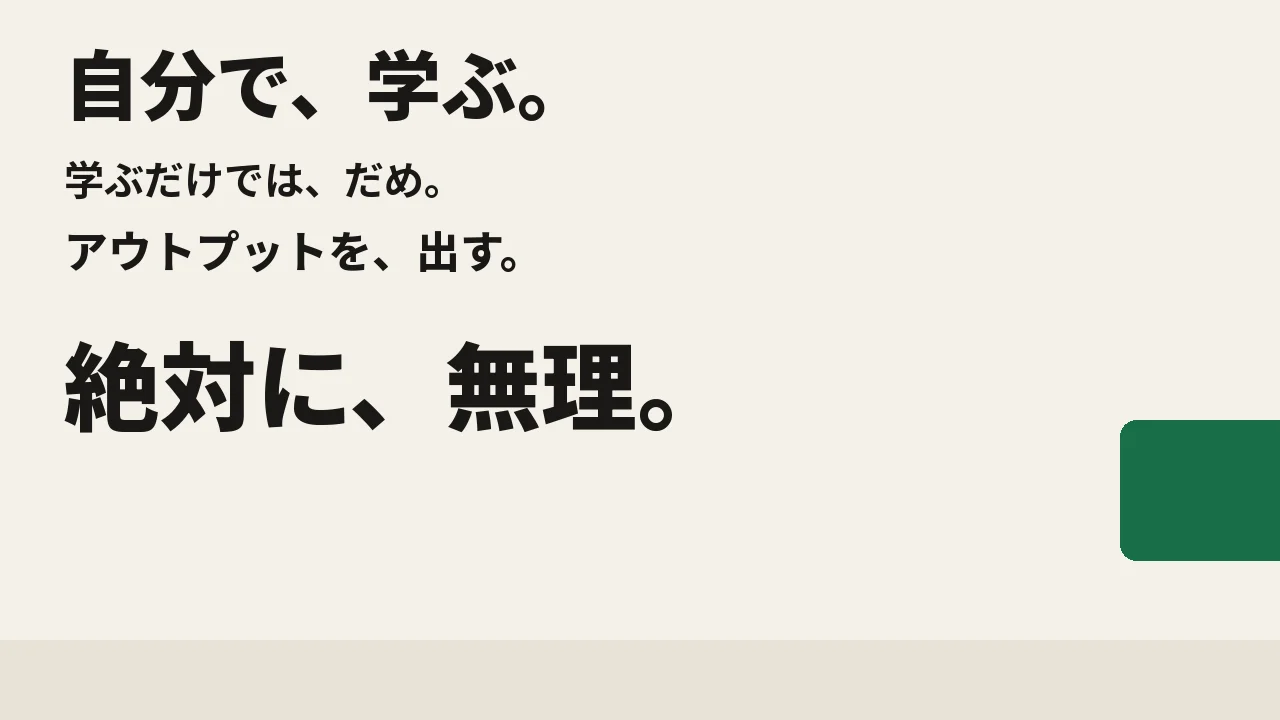 自分で、学ぶ。
学ぶだけでは、だめ。
アウトプットを、出す。
絶対に、無理。